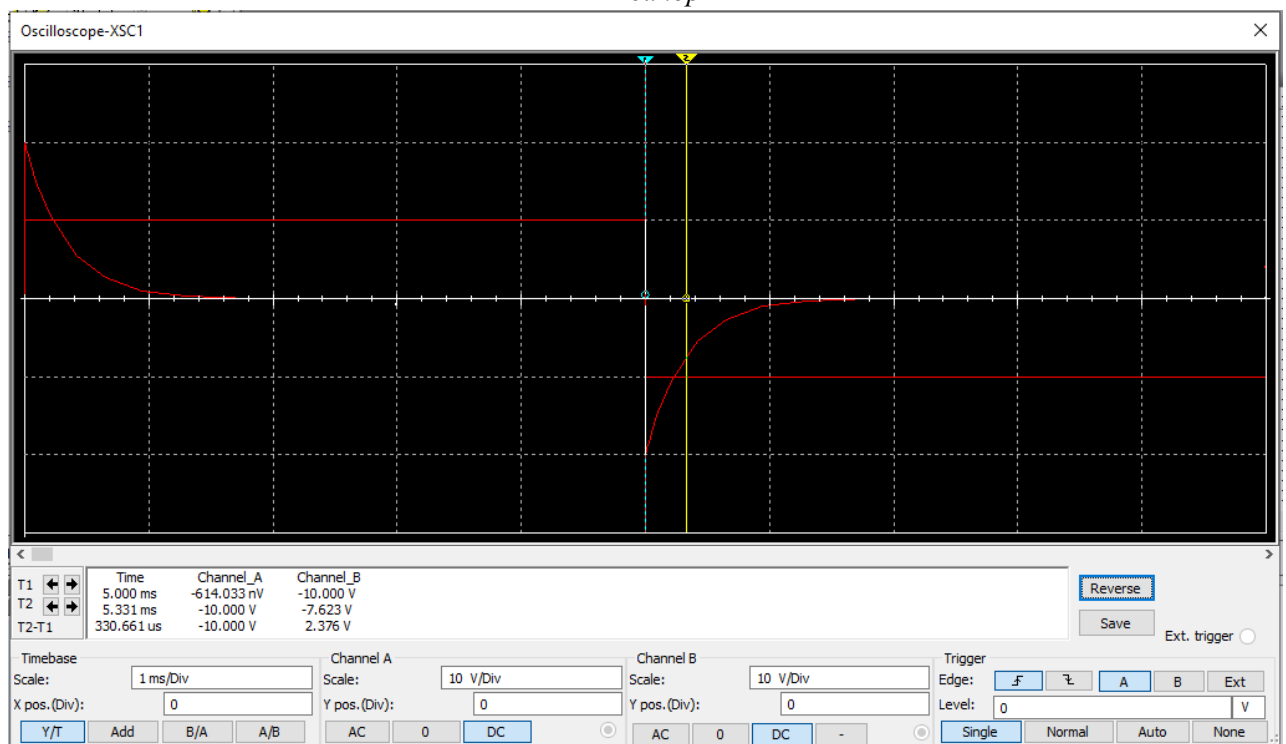 Oscilloscope-XSC1
Time Channel_A Channel_B
T1 5.000 ms -614.033 nV -10.000 V
T2 5.331 ms -10.000 V -7.623 V
T2-T1 330.661 us -10.000 V 2.376 V
Reverse
Save
Ext. trigger
Timebase
Scale: 1 ms/Div
X pos.(Div): 0
Y/T Add B/A A/B
Channel A
Scale: 10 V/Div
Y pos.(Div): 0
AC 0 DC
Channel B
Scale: 10 V/Div
Y pos.(Div): 0
AC 0 DC -
Trigger
Edge: A B Ext
Level: 0 V
Single Normal Auto None